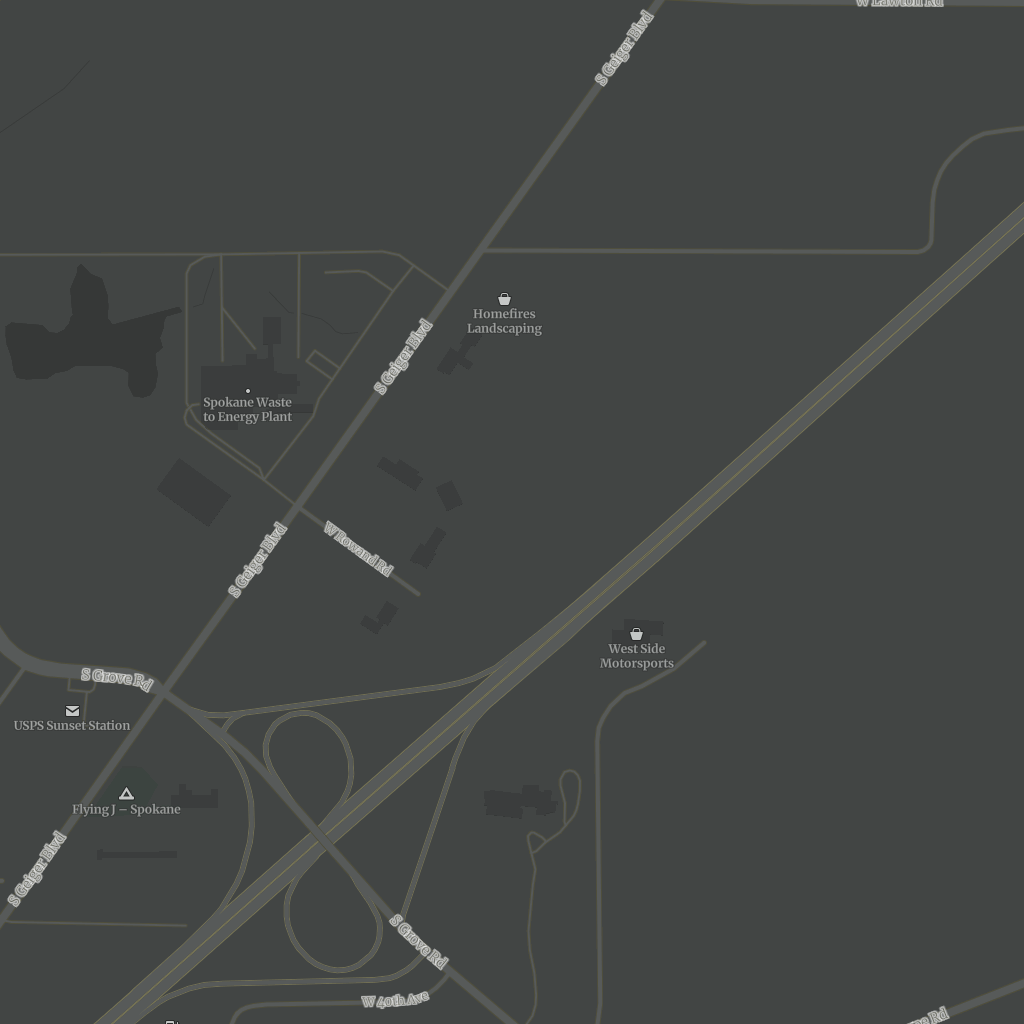 W Lawton Rd
S Geiger Blvd
Homefires
Landscaping
S Geiger Blvd
Spokane Waste
to Energy Plant
W Rowand Rd
S Geiger Blvd
West Side
Motorsports
S Grove Rd
USPS Sunset Station
Flying J – Spokane
S Geiger Blvd
S Grove Rd
W 40th Ave
Rd